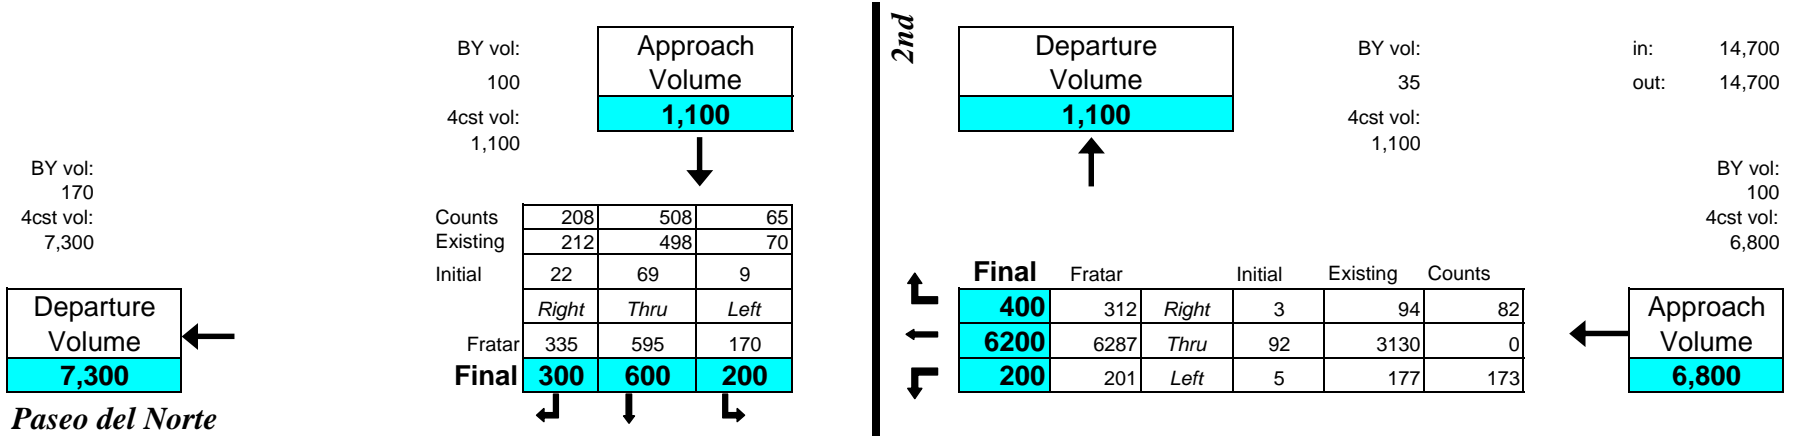 2nd
BY vol:
100
4cst vol:
1,100
Approach
Volume
1,100
Departure
Volume
1,100
BY vol:
35
4cst vol:
1,100
in: 14,700
out: 14,700
BY vol:
170
4cst vol:
7,300
BY vol:
100
4cst vol:
6,800
Counts 208 508 65
Existing 212 498 70
Initial 22 69 9
Right Thru Left
Fratar 335 595 170
Final 300 600 200
Departure
Volume
7,300
Paseo del Norte
Final Fratar Initial Existing Counts
400 312 Right 3 94 82
6200 6287 Thru 92 3130 0
200 201 Left 5 177 173
Approach
Volume
6,800